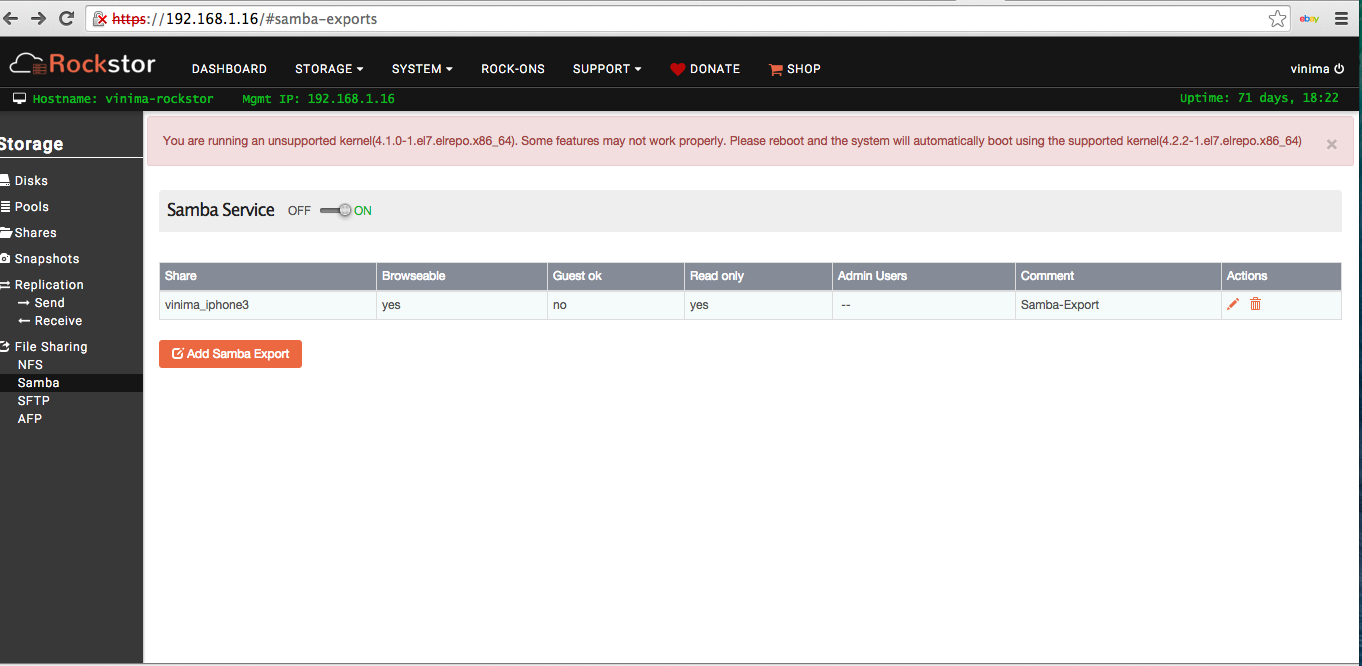 https://192.168.1.16/#samba-exports
ebay
Rockstor DASHBOARD STORAGE SYSTEM ROCK-ONS SUPPORT DONATE SHOP vinima
Hostname: vinima-rockstor Mgmt IP: 192.168.1.16 Uptime: 71 days, 18:22
Storage
Disks
Pools
Shares
Snapshots
Replication
Send
Receive
File Sharing
NFS
Samba
SFTP
AFP
You are running an unsupported kernel(4.1.0-1.el7.elrepo.x86_64). Some features may not work properly. Please reboot and the system will automatically boot using the supported kernel(4.2.2-1.el7.elrepo.x86_64)
Samba Service OFF ON
Share Browseable Guest ok Read only Admin Users Comment Actions
vinima_iphone3 yes no yes -- Samba-Export
Add Samba Export